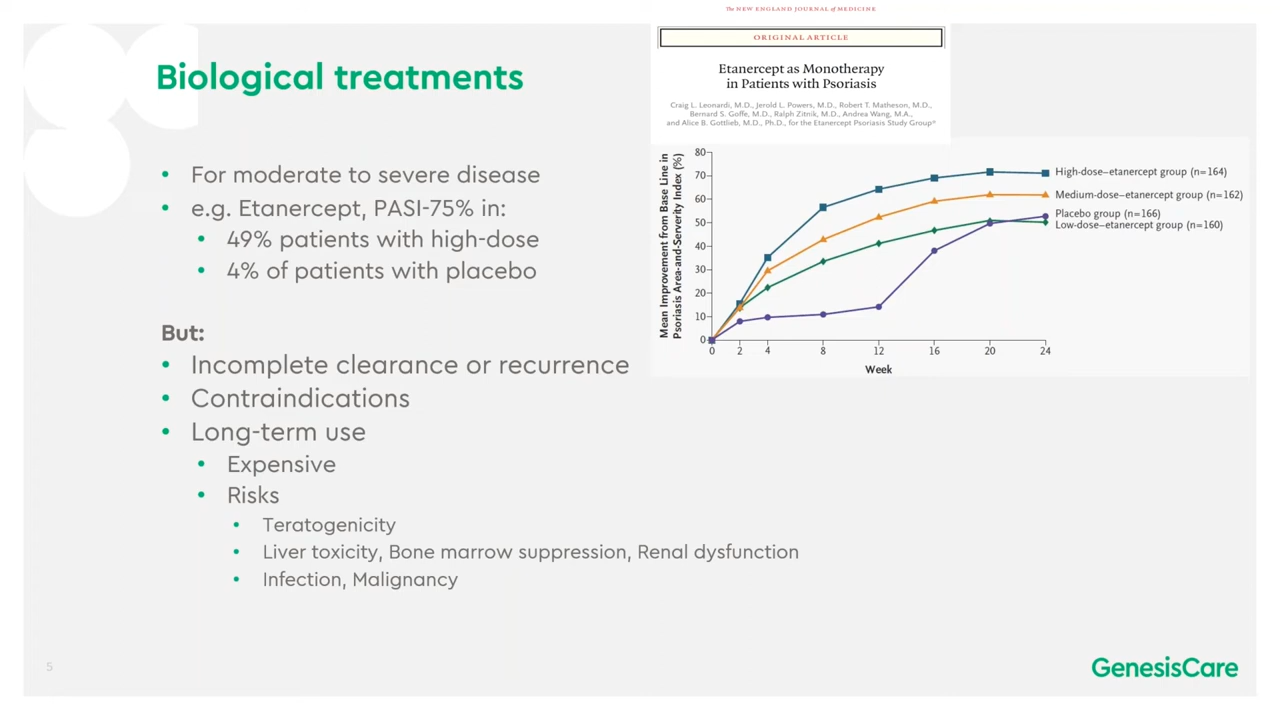 The NEW ENGLAND JOURNAL of MEDICINE
ORIGINAL ARTICLE
Etanercept as Monotherapy
in Patients with Psoriasis
Craig L. Leonardi, M.D., Jerold L. Powers, M.D., Robert T. Matheson, M.D.,
Bernard S. Goffe, M.D., Ralph Zitnik, M.D., Andrea Wang, M.A.,
and Alice B. Gottlieb, M.D., Ph.D., for the Etanercept Psoriasis Study Group*
Biological treatments
• For moderate to severe disease
• e.g. Etanercept, PASI-75% in:
• 49% patients with high-dose
• 4% of patients with placebo
But:
• Incomplete clearance or recurrence
• Contraindications
• Long-term use
• Expensive
• Risks
• Teratogenicity
• Liver toxicity, Bone marrow suppression, Renal dysfunction
• Infection, Malignancy
Mean Improvement from Base Line in
Psoriasis Area-and-Serverity Index (%)
80
70
60
50
40
30
20
10
0
0 2 4 8 12 16 20 24
Week
High-dose–etanercept group (n=164)
Medium-dose–etanercept group (n=162)
Placebo group (n=166)
Low-dose–etanercept group (n=160)
5
GenesisCare